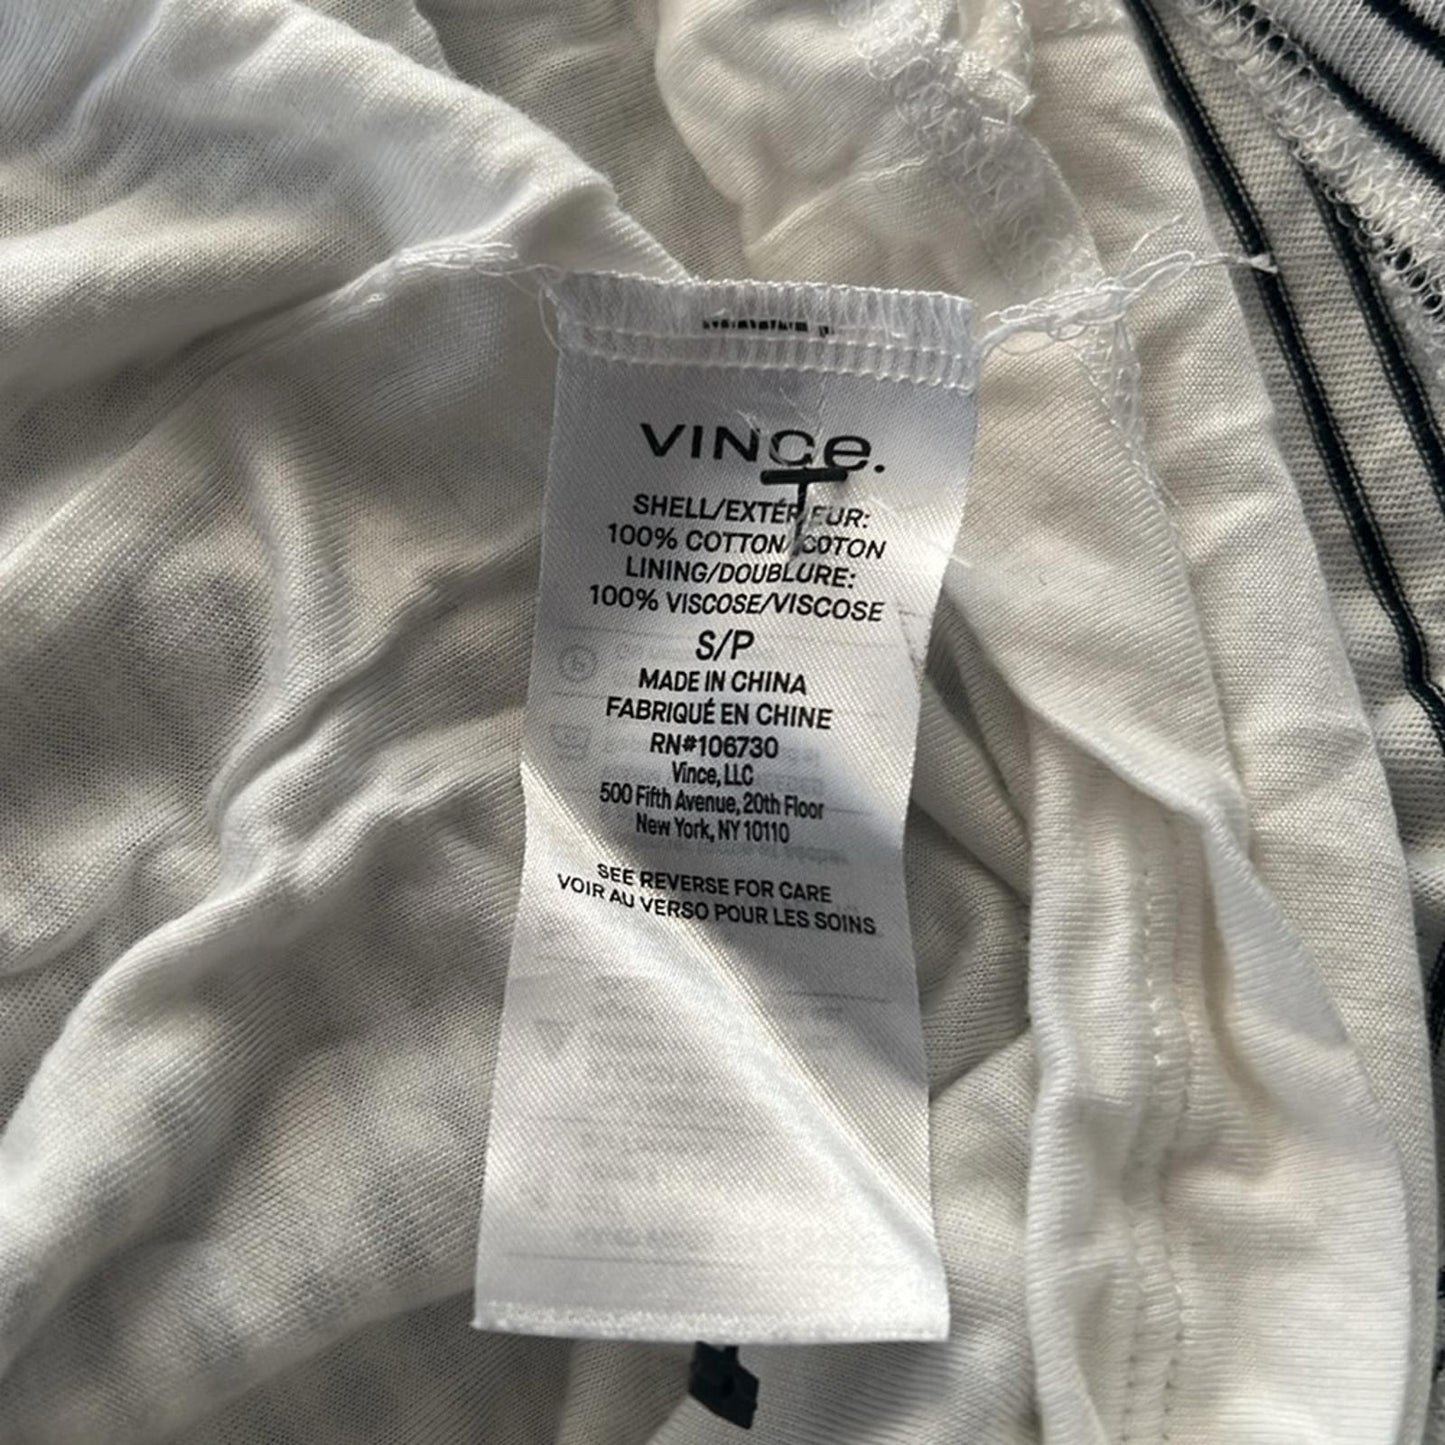 VINCE.
SHELL/EXTÉRIEUR:
100% COTTON/COTON
LINING/DOUBLURE:
100% VISCOSE/VISCOSE
S/P
MADE IN CHINA
FABRIQUÉ EN CHINE
RN#106730
Vince, LLC
500 Fifth Avenue, 20th Floor
New York, NY 10110
SEE REVERSE FOR CARE
VOIR AU VERSO POUR LES SOINS